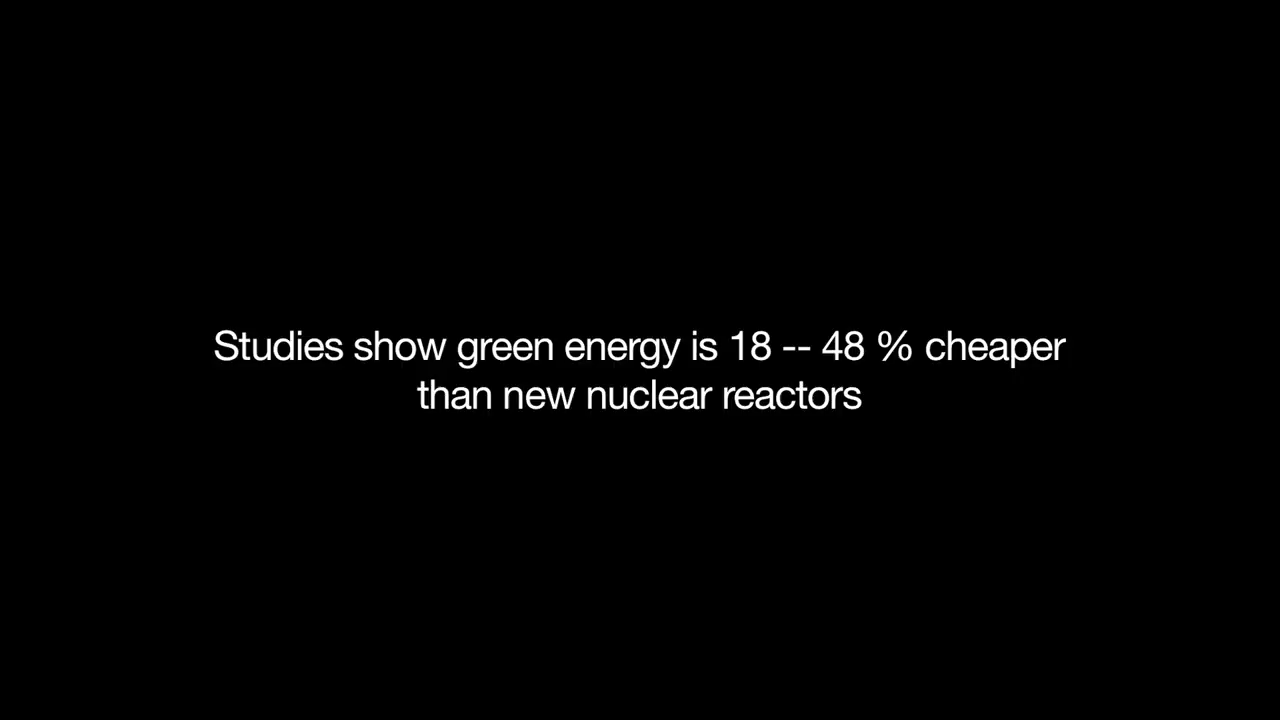 Studies show green energy is 18 -- 48 % cheaper
than new nuclear reactors